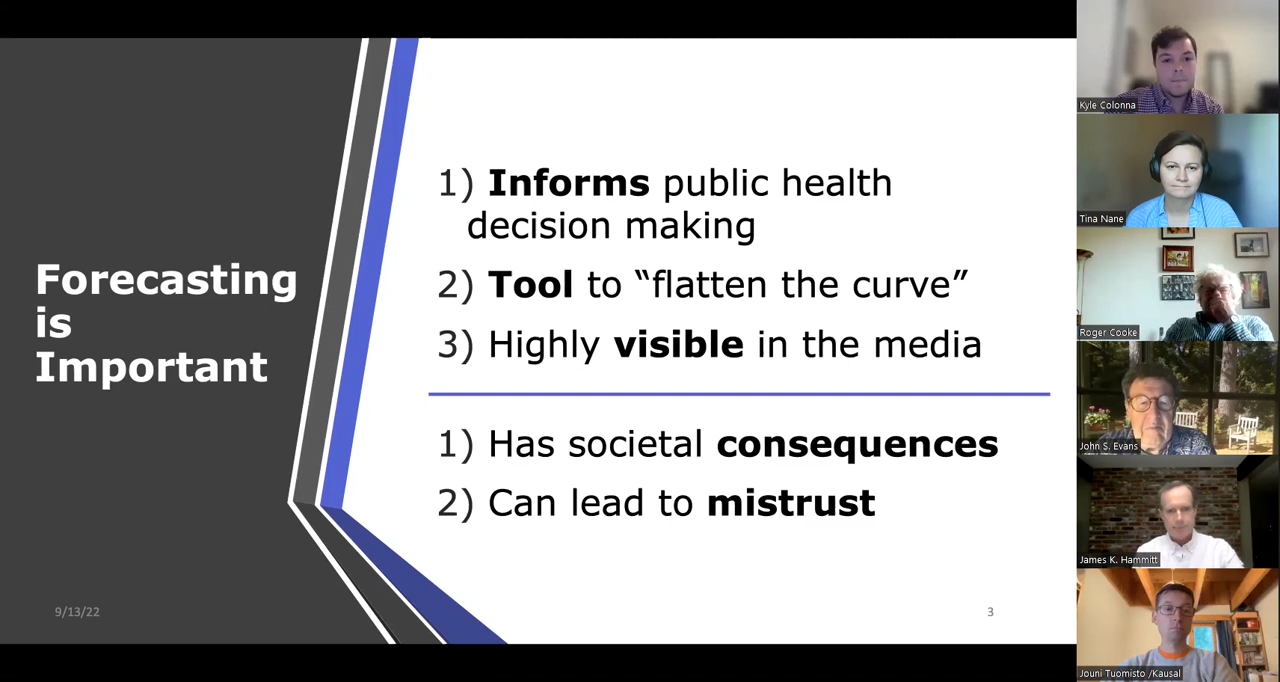 Forecasting
is
Important
1) Informs public health
decision making
2) Tool to “flatten the curve”
3) Highly visible in the media
1) Has societal consequences
2) Can lead to mistrust
9/13/22
3
Kyle Colonna
Tina Nane
Roger Cooke
John S. Evans
James K. Hammitt
Jouni Tuomisto /Kausal